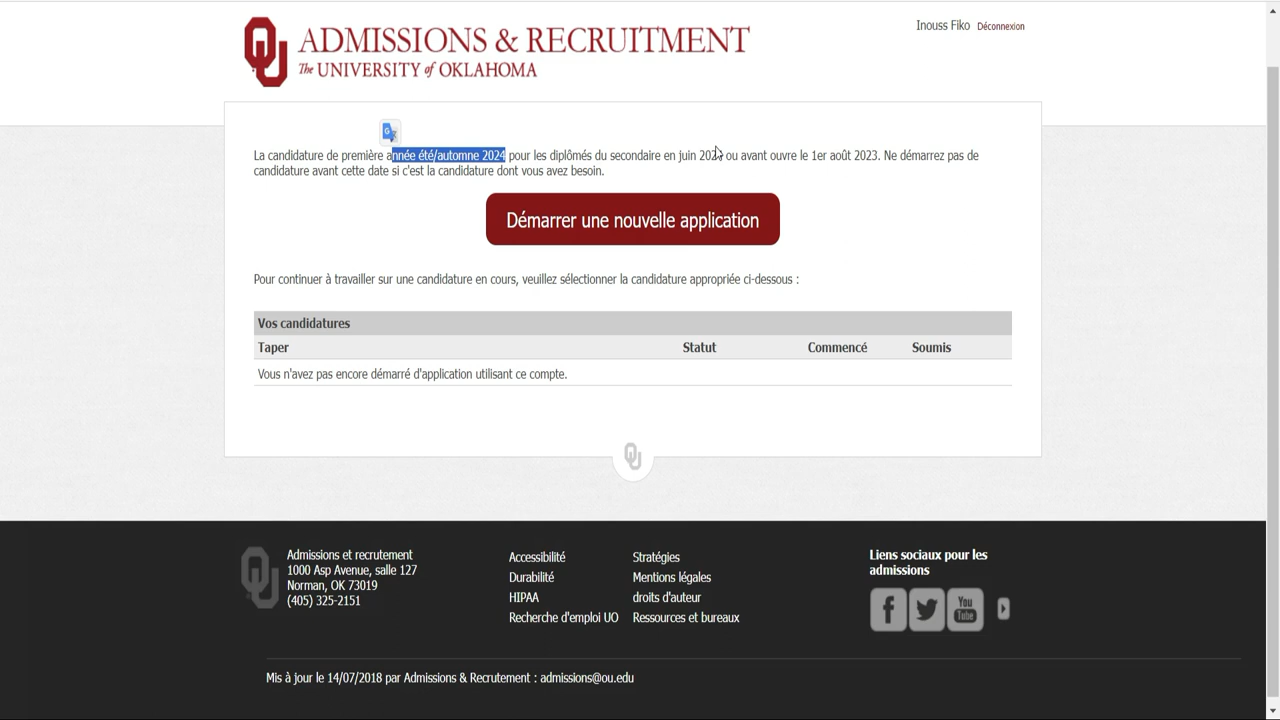 Inouss Fiko Déconnexion
OU ADMISSIONS & RECRUITMENT
The UNIVERSITY of OKLAHOMA
La candidature de première année été/automne 2024 pour les diplômés du secondaire en juin ou avant ouvre le 1er août 2023. Ne démarrez pas de
candidature avant cette date si c'est la candidature dont vous avez besoin.
Démarrer une nouvelle application
Pour continuer à travailler sur une candidature en cours, veuillez sélectionner la candidature appropriée ci-dessous :
Vos candidatures
Taper Statut Commencé Soumis
Vous n'avez pas encore démarré d'application utilisant ce compte.
OU
Admissions et recrutement
1000 Asp Avenue, salle 127
Norman, OK 73019
(405) 325-2151
Accessibilité
Durabilité
HIPAA
Recherche d'emploi UO
Stratégies
Mentions légales
droits d'auteur
Ressources et bureaux
Liens sociaux pour les
admissions
You
Tube
Mis à jour le 14/07/2018 par Admissions & Recrutement : admissions@ou.edu